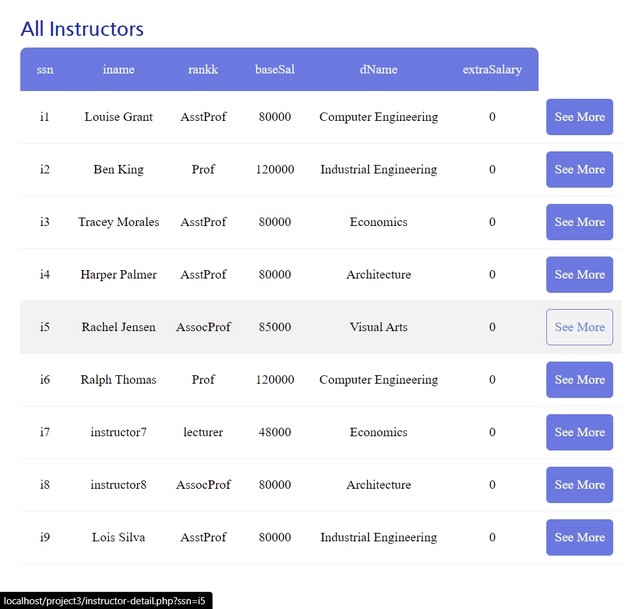 All Instructors
ssn iname rankk baseSal dName extraSalary
i1 Louise Grant AsstProf 80000 Computer Engineering 0 See More
i2 Ben King Prof 120000 Industrial Engineering 0 See More
i3 Tracey Morales AsstProf 80000 Economics 0 See More
i4 Harper Palmer AsstProf 80000 Architecture 0 See More
i5 Rachel Jensen AssocProf 85000 Visual Arts 0 See More
i6 Ralph Thomas Prof 120000 Computer Engineering 0 See More
i7 instructor7 lecturer 48000 Economics 0 See More
i8 instructor8 AssocProf 80000 Architecture 0 See More
i9 Lois Silva AsstProf 80000 Industrial Engineering 0 See More
localhost/project3/instructor-detail.php?ssn=i5